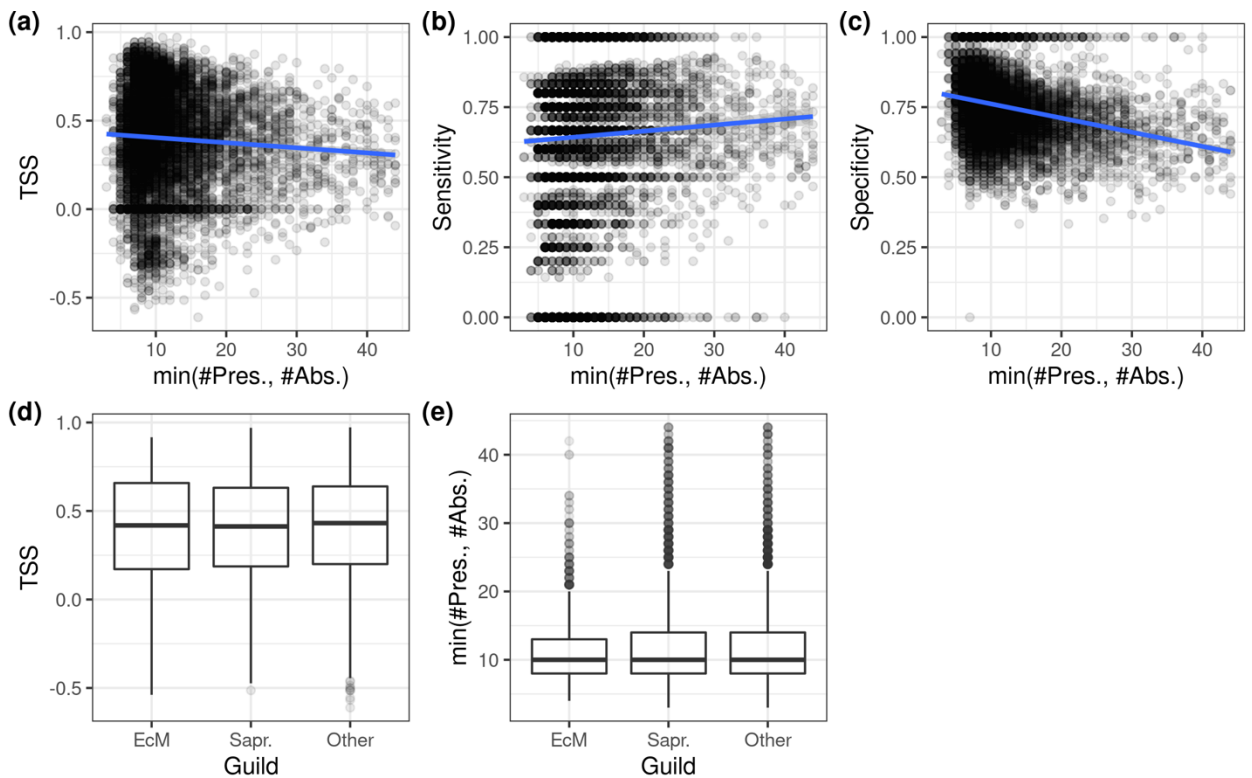 (a)
TSS
1.0
0.5
0.0
-0.5
10 20 30 40
min(#Pres., #Abs.)
(b)
Sensitivity
1.00
0.75
0.50
0.25
0.00
10 20 30 40
min(#Pres., #Abs.)
(c)
Specificity
1.00
0.75
0.50
0.25
0.00
10 20 30 40
min(#Pres., #Abs.)
(d)
TSS
1.0
0.5
0.0
-0.5
EcM Sapr. Other
Guild
(e)
min(#Pres., #Abs.)
40
30
20
10
EcM Sapr. Other
Guild